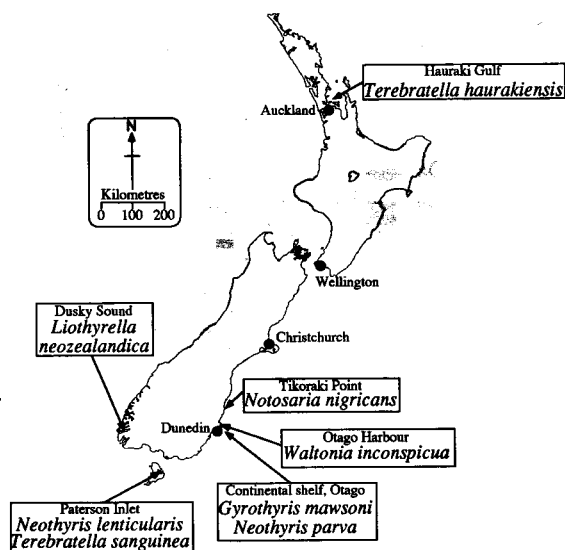 Hauraki Gulf
Terebratella haurakiensis
Auckland
N
Kilometres
0 100 200
Wellington
Dusky Sound
Liothyrella
neozealandica
Christchurch
Tikoraki Point
Notosaria nigricans
Dunedin
Otago Harbour
Waltonia inconspicua
Continental shelf, Otago
Gyrothyris mawsoni
Neothyris parva
Paterson Inlet
Neothyris lenticularis
Terebratella sanguinea